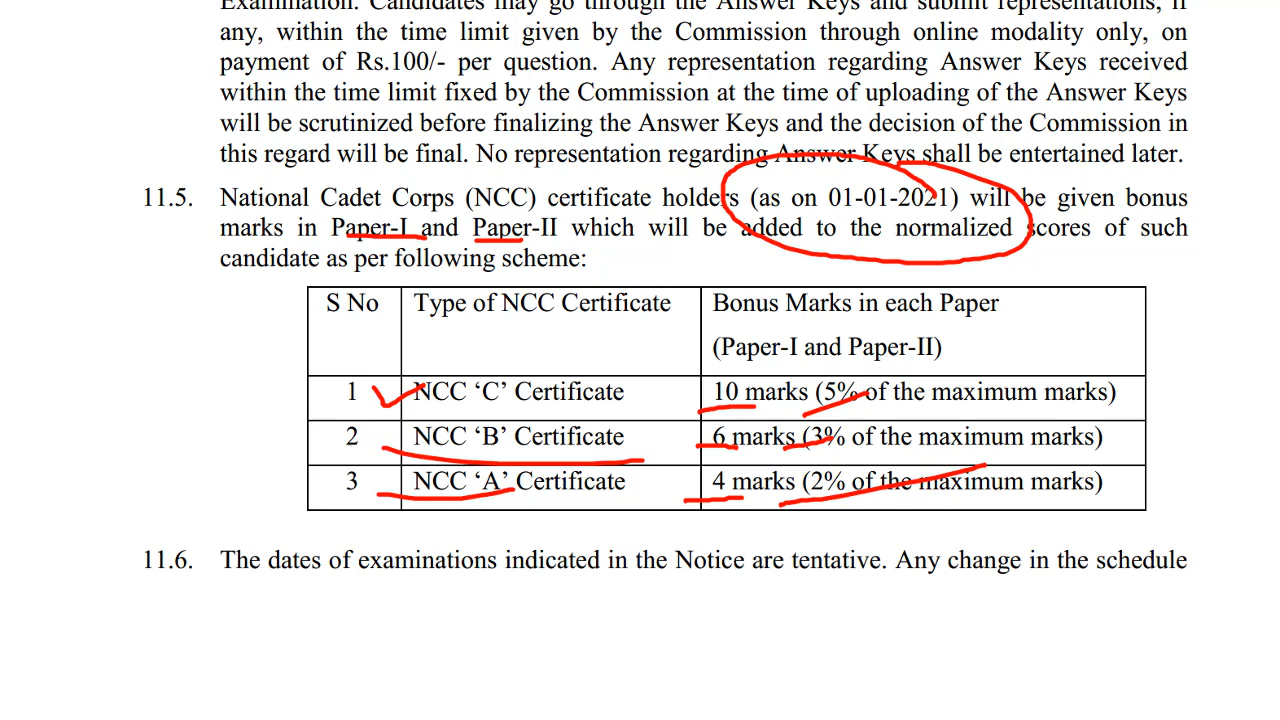 Examination. Candidates may go through the Answer Keys and submit representations, if
any, within the time limit given by the Commission through online modality only, on
payment of Rs.100/- per question. Any representation regarding Answer Keys received
within the time limit fixed by the Commission at the time of uploading of the Answer Keys
will be scrutinized before finalizing the Answer Keys and the decision of the Commission in
this regard will be final. No representation regarding Answer Keys shall be entertained later.
11.5. National Cadet Corps (NCC) certificate holders (as on 01-01-2021) will be given bonus
marks in Paper-I and Paper-II which will be added to the normalized scores of such
candidate as per following scheme:
S No Type of NCC Certificate Bonus Marks in each Paper
(Paper-I and Paper-II)
1 NCC ‘C’ Certificate 10 marks (5% of the maximum marks)
2 NCC ‘B’ Certificate 6 marks (3% of the maximum marks)
3 NCC ‘A’ Certificate 4 marks (2% of the maximum marks)
11.6. The dates of examinations indicated in the Notice are tentative. Any change in the schedule